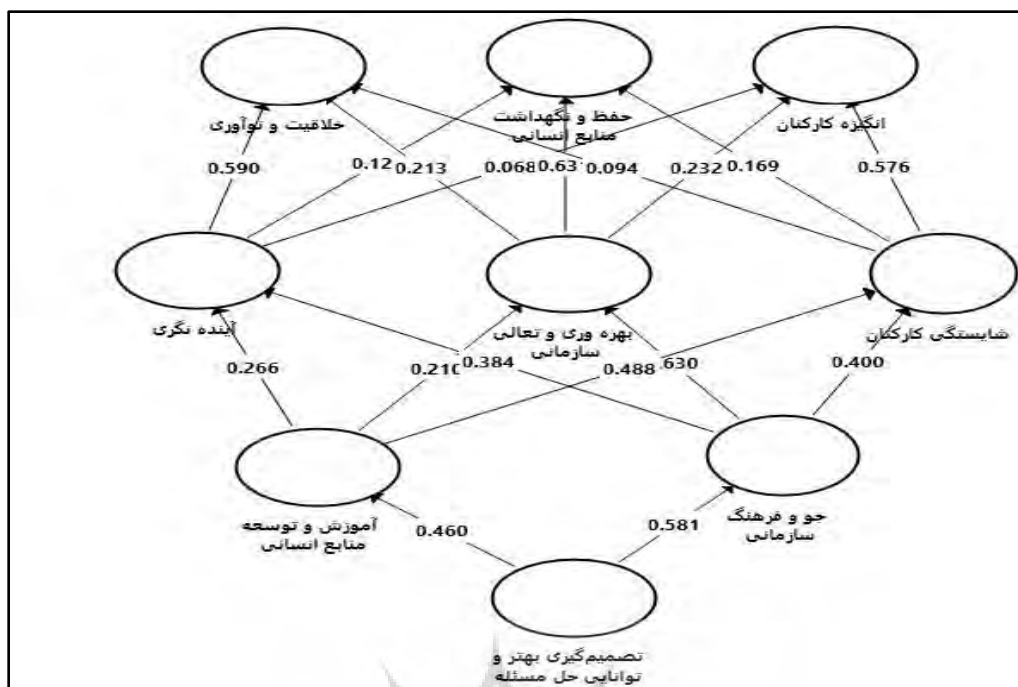 خلاقیت و نوآوری
حفظ و نگهداشت
منابع انسانی
انگیزه کارکنان
0.590
0.12
0.213
0.068
0.63
0.094
0.232
0.169
0.576
آینده نگری
بهره وری و تعالی
سازمانی
شایستگی کارکنان
0.266
0.210
0.384
0.488
.630
0.400
آموزش و توسعه
منابع انسانی
جو و فرهنگ
سازمانی
0.460
0.581
تصمیم‌گیری بهتر و
توانایی حل مسئله